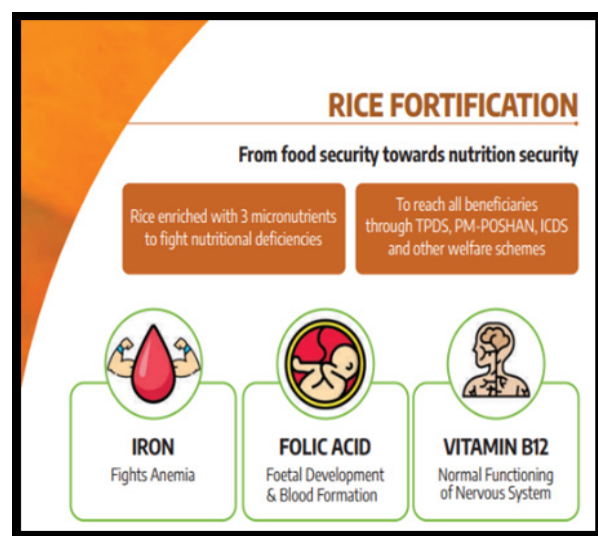 RICE FORTIFICATION
From food security towards nutrition security
Rice enriched with 3 micronutrients
to fight nutritional deficiencies
To reach all beneficiaries
through TPDS, PM-POSHAN, ICDS
and other welfare schemes
IRON
Fights Anemia
FOLIC ACID
Foetal Development
& Blood Formation
VITAMIN B12
Normal Functioning
of Nervous System